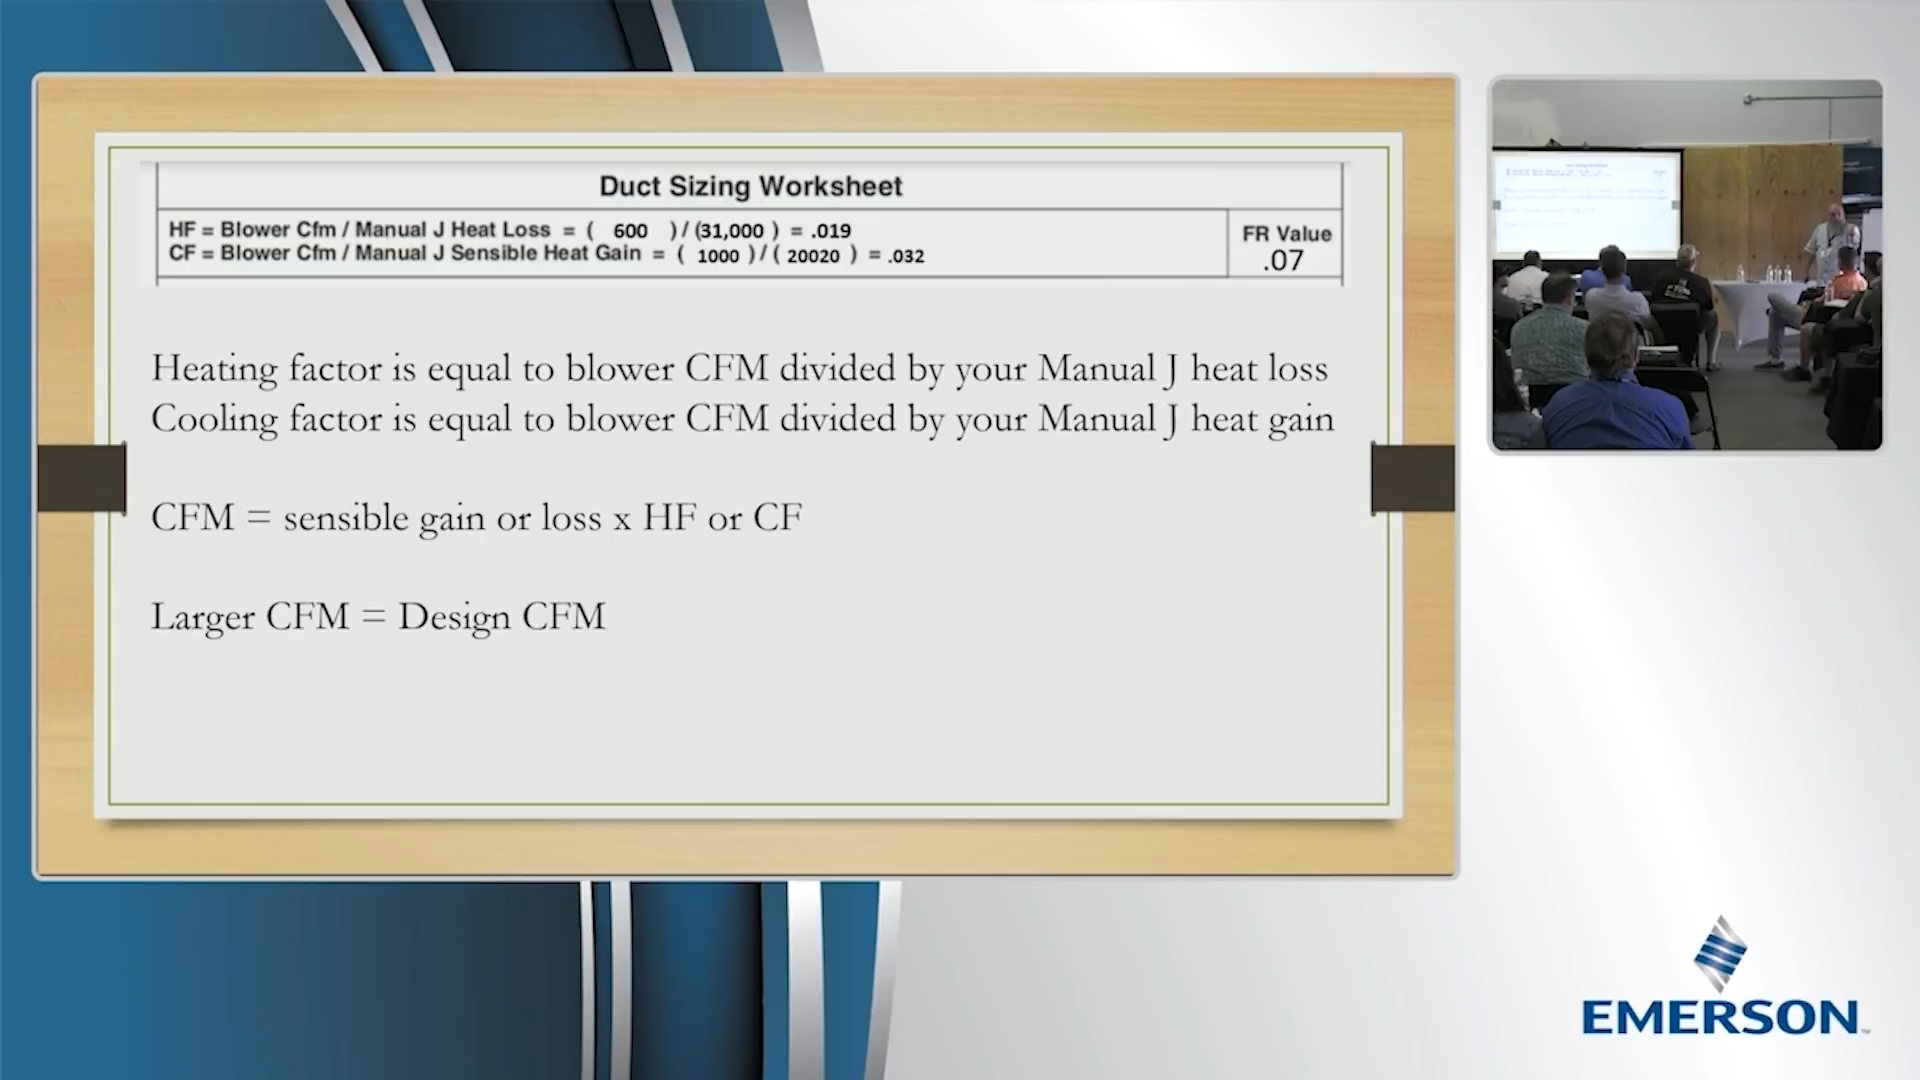 Duct Sizing Worksheet
HF = Blower Cfm / Manual J Heat Loss = ( 600 ) / (31,000 ) = .019
CF = Blower Cfm / Manual J Sensible Heat Gain = ( 1000 ) / ( 20020 ) = .032
FR Value
.07
Heating factor is equal to blower CFM divided by your Manual J heat loss
Cooling factor is equal to blower CFM divided by your Manual J heat gain
CFM = sensible gain or loss x HF or CF
Larger CFM = Design CFM
EMERSON